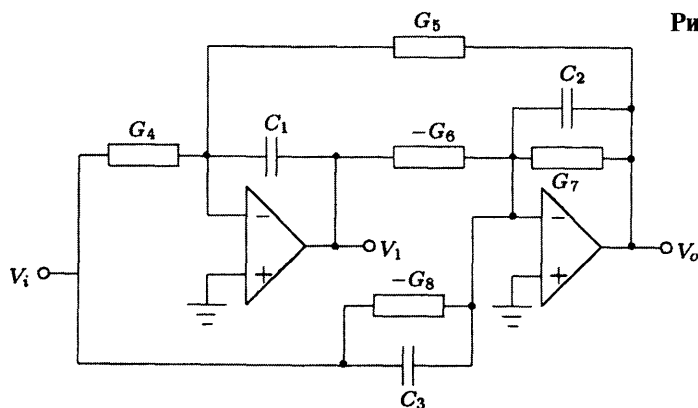 Ри
G₅
C₂
G₄
C₁
−G₆
G₇
−
+
V₁
−
+
Vₒ
Vᵢ
−G₈
C₃